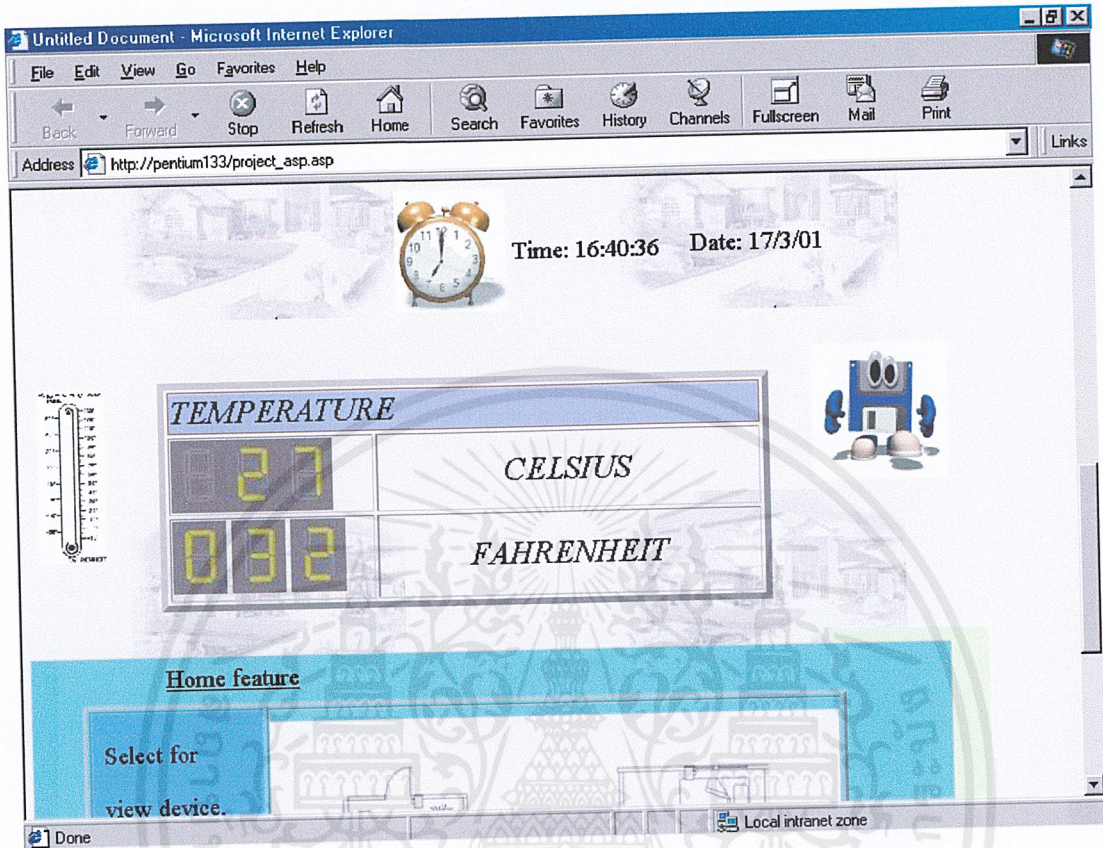 Untitled Document - Microsoft Internet Explorer
File Edit View Go Favorites Help
Back Forward Stop Refresh Home Search Favorites History Channels Fullscreen Mail Print
Address http://pentium133/project_asp.asp Links
Time: 16:40:36 Date: 17/3/01
TEMPERATURE
27 CELSIUS
032 FAHRENHEIT
Home feature
Select for
view device.
Done Local intranet zone